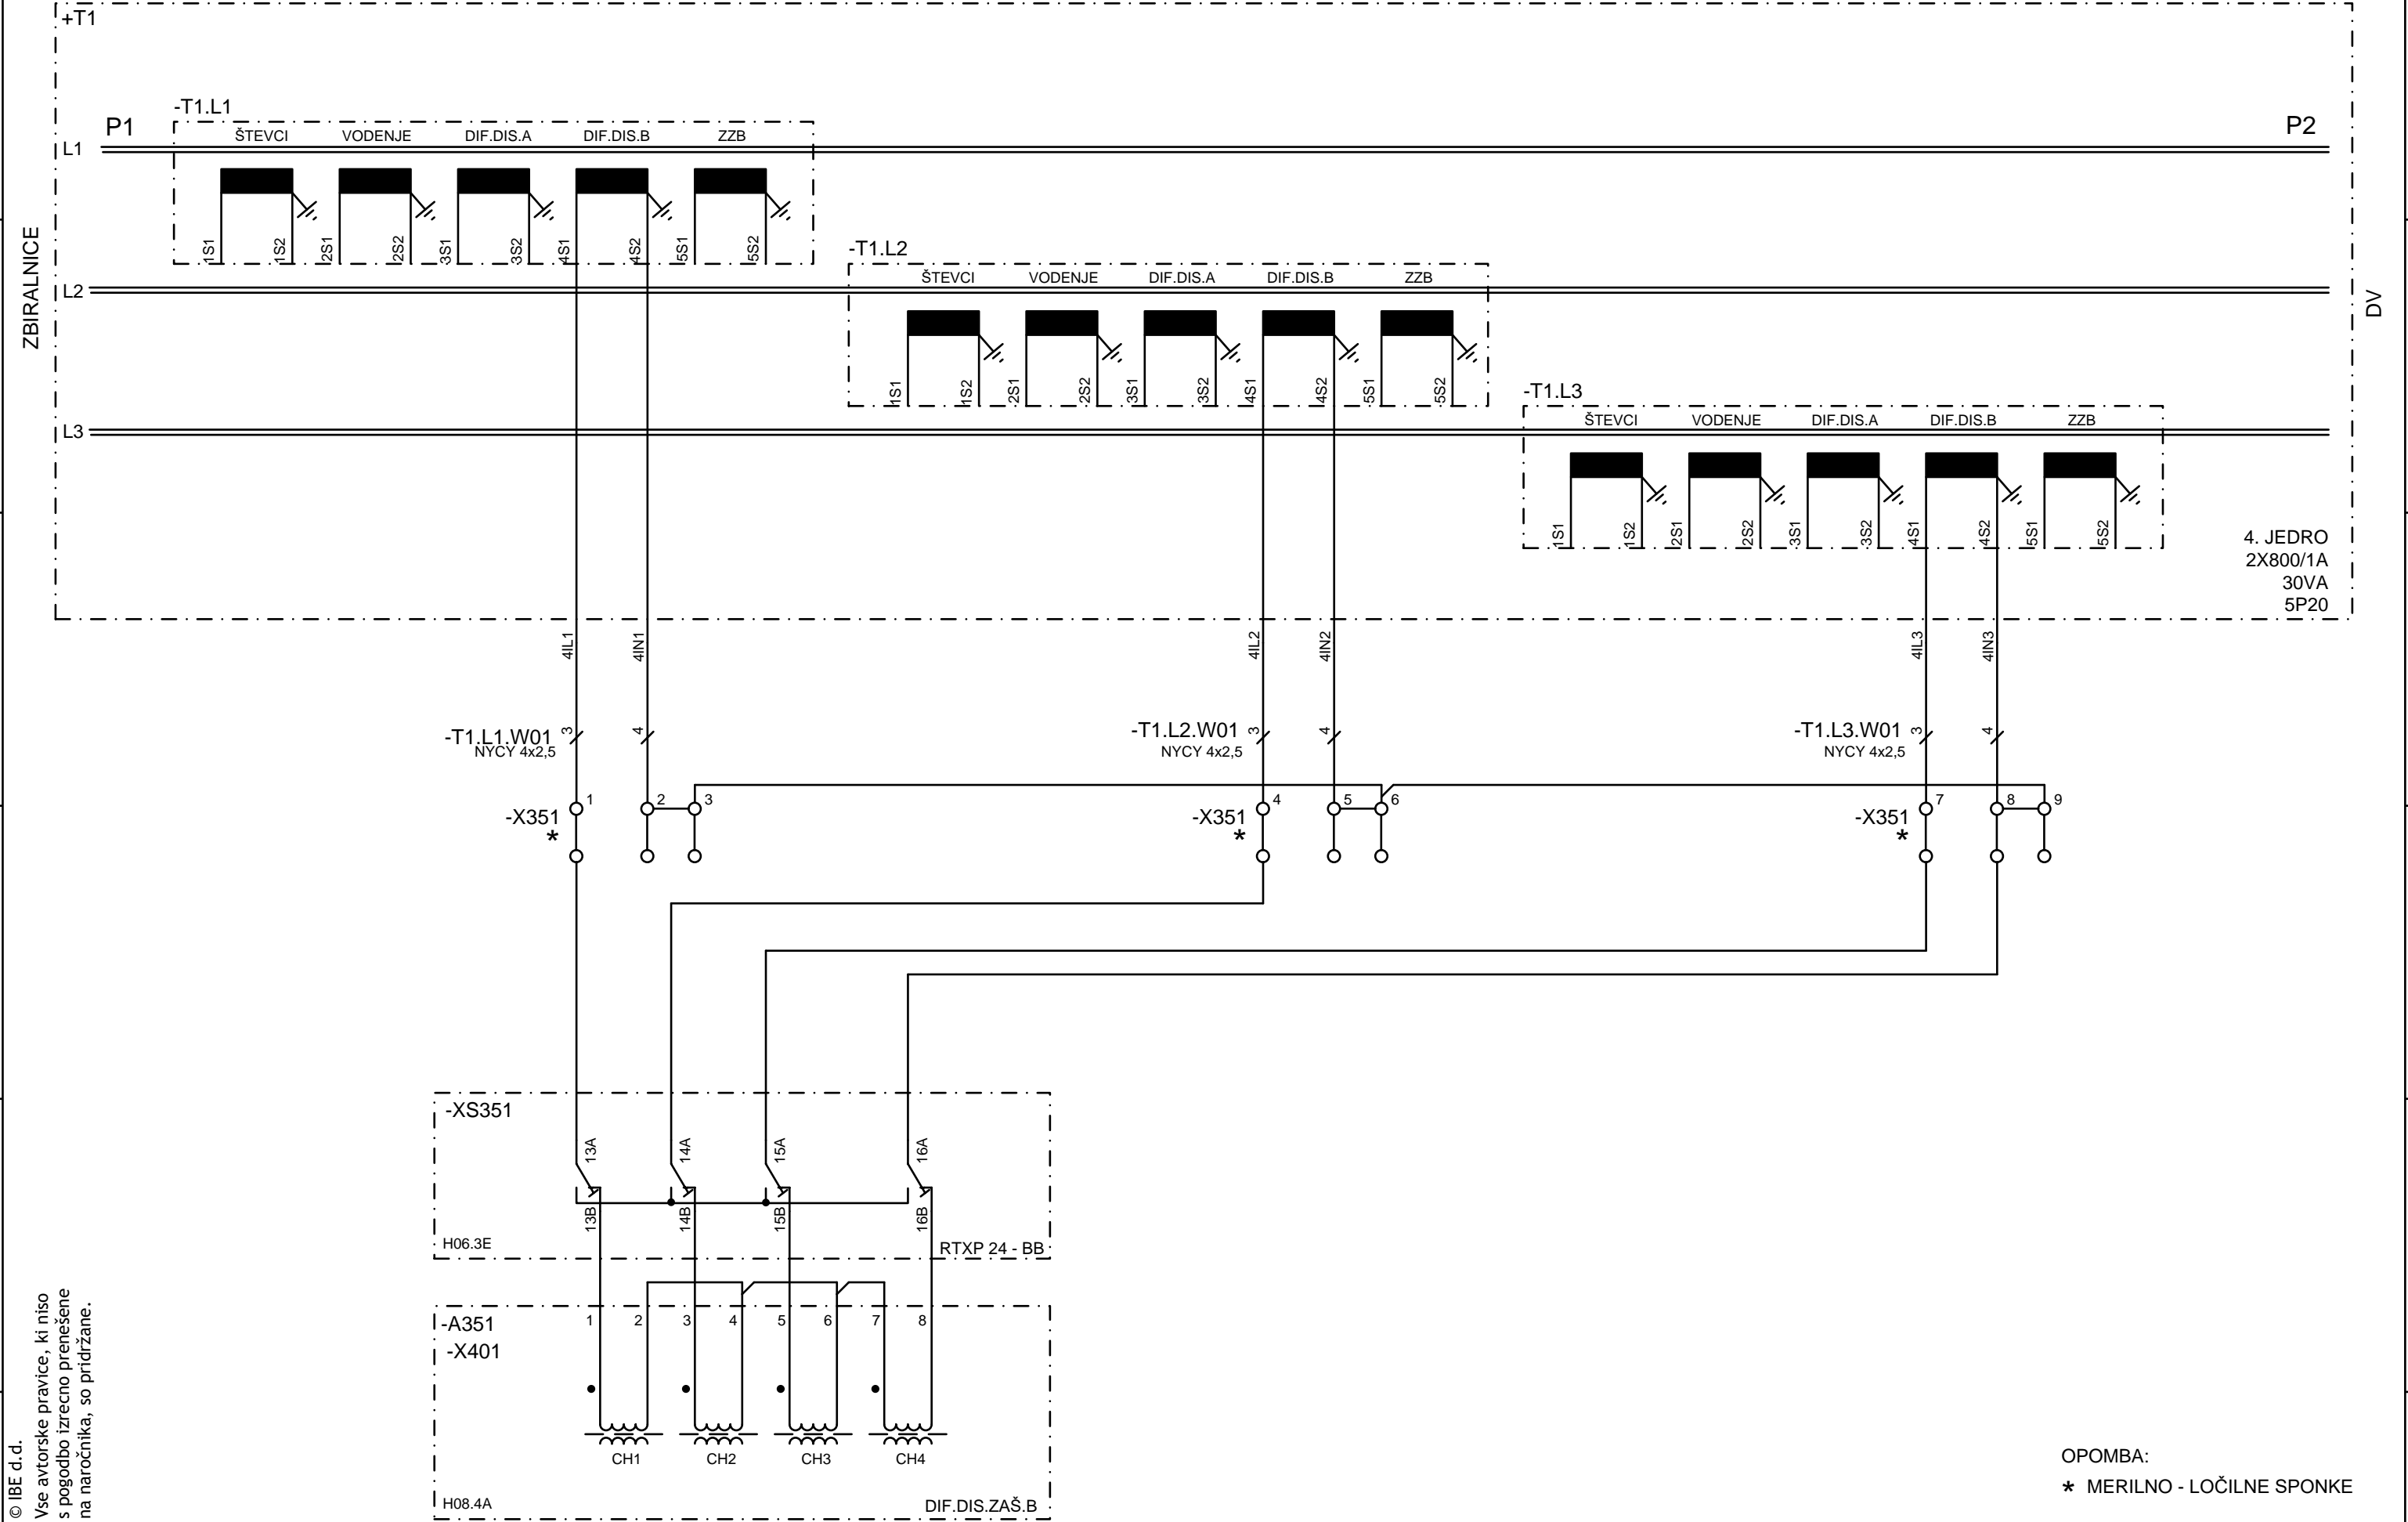 +T1
-T1.L1
P1
P2
ŠTEVCI VODENJE DIF.DIS.A DIF.DIS.B ZZB
L1
1S1 1S2 2S1 2S2 3S1 3S2 4S1 4S2 5S1 5S2
ZBIRALNICE
-T1.L2
ŠTEVCI VODENJE DIF.DIS.A DIF.DIS.B ZZB
L2
DV
1S1 1S2 2S1 2S2 3S1 3S2 4S1 4S2 5S1 5S2
-T1.L3
ŠTEVCI VODENJE DIF.DIS.A DIF.DIS.B ZZB
L3
1S1 1S2 2S1 2S2 3S1 3S2 4S1 4S2 5S1 5S2
4. JEDRO
2X800/1A
30VA
5P20
4IL1 4IN1 4IL2 4IN2 4IL3 4IN3
-T1.L1.W01 3 4
NYCY 4x2,5
-T1.L2.W01 3 4
NYCY 4x2,5
-T1.L3.W01 3 4
NYCY 4x2,5
1 2 3 4 5 6 7 8 9
-X351 -X351 -X351
* * *
-XS351
13A 14A 15A 16A
13B 14B 15B 16B
H06.3E RTXP 24 - BB
-A351 1 2 3 4 5 6 7 8
-X401
CH1 CH2 CH3 CH4
H08.4A DIF.DIS.ZAŠ.B
© IBE d.d.
Vse avtorske pravice, ki niso
s pogodbo izrecno prenešene
na naročnika, so pridržane.
OPOMBA:
* MERILNO - LOČILNE SPONKE